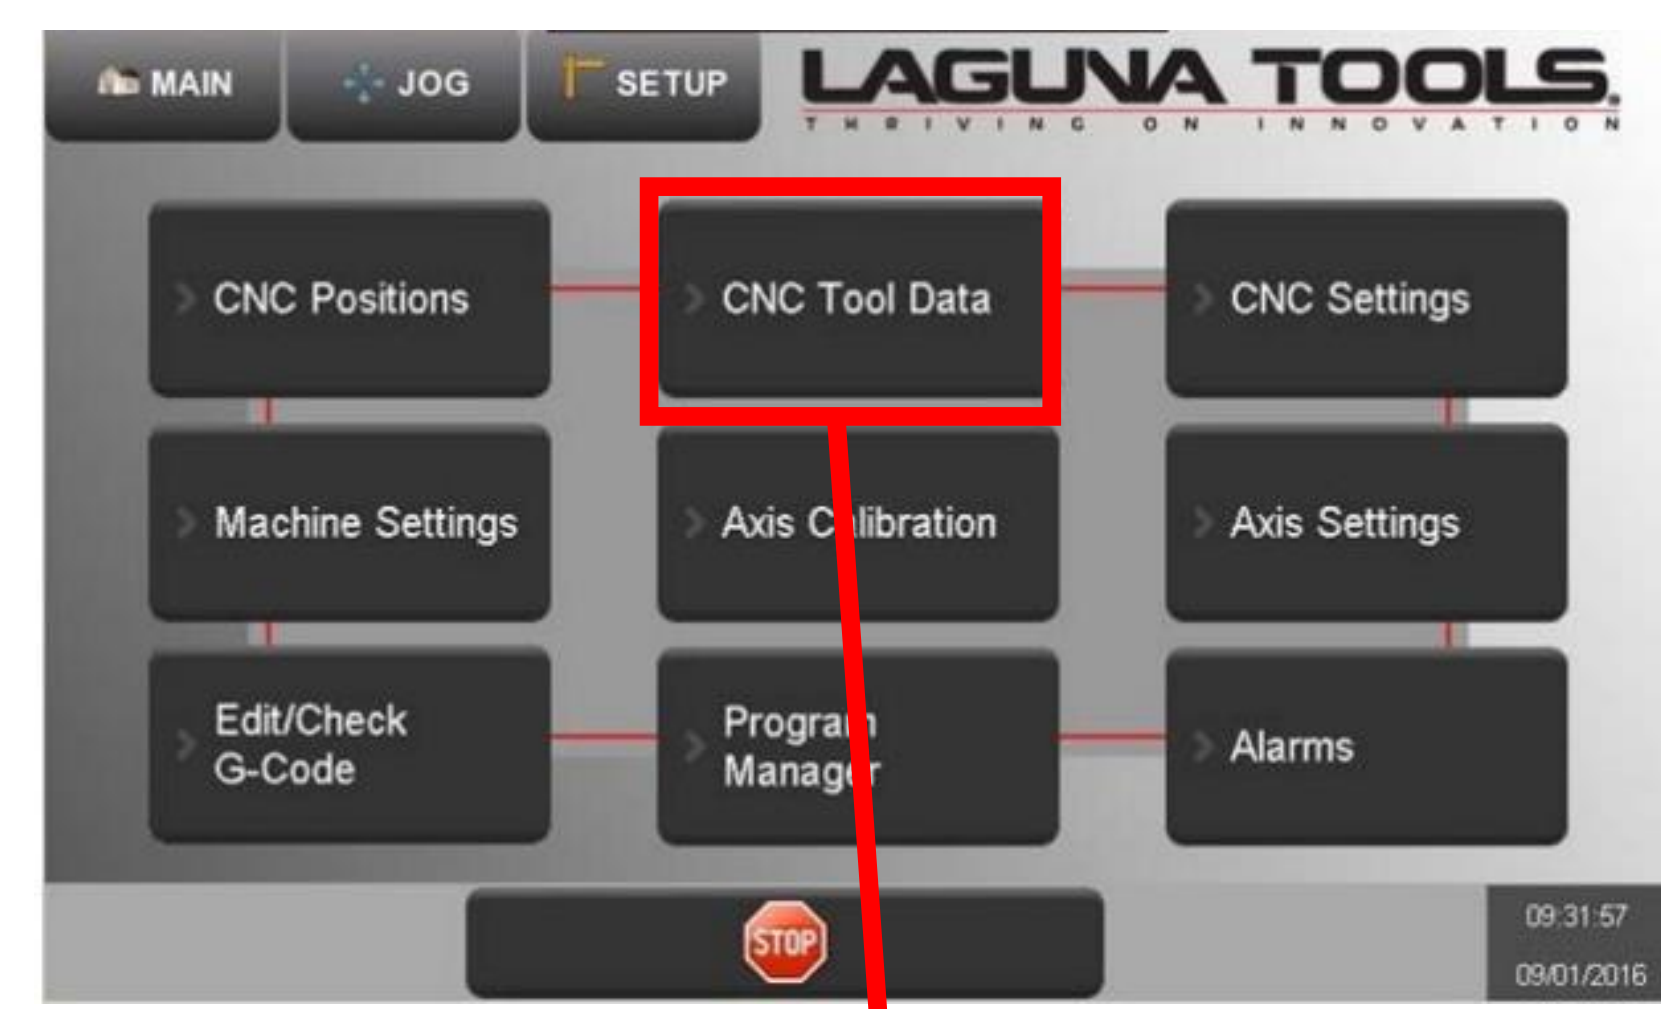 MAIN
JOG
SETUP
LAGUNA TOOLS®
THRIVING ON INNOVATION
CNC Positions
CNC Tool Data
CNC Settings
Machine Settings
Axis Calibration
Axis Settings
Edit/Check
G-Code
Program
Manager
Alarms
STOP
09:31:57
09/01/2016